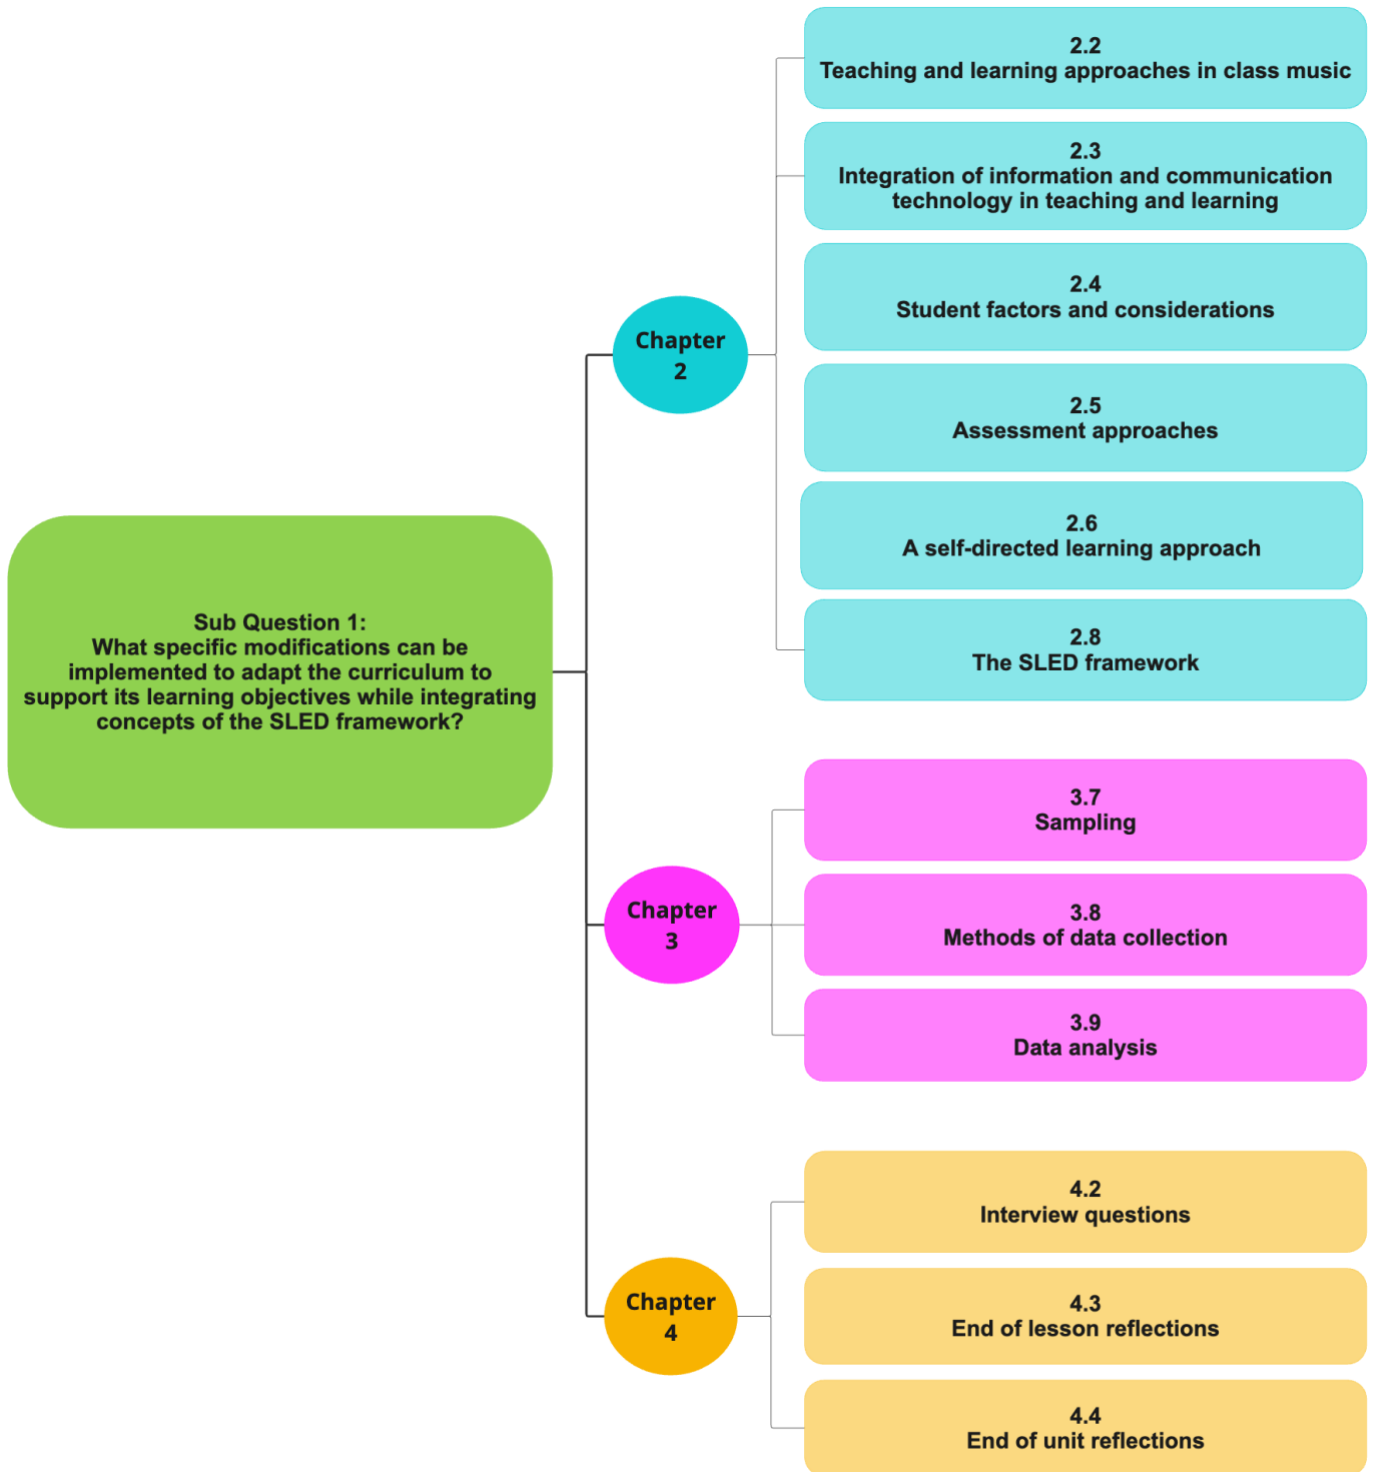 2.2
Teaching and learning approaches in class music
2.3
Integration of information and communication
technology in teaching and learning
2.4
Student factors and considerations
Chapter
2
2.5
Assessment approaches
2.6
A self-directed learning approach
2.8
The SLED framework
Sub Question 1:
What specific modifications can be
implemented to adapt the curriculum to
support its learning objectives while integrating
concepts of the SLED framework?
3.7
Sampling
Chapter
3
3.8
Methods of data collection
3.9
Data analysis
4.2
Interview questions
Chapter
4
4.3
End of lesson reflections
4.4
End of unit reflections